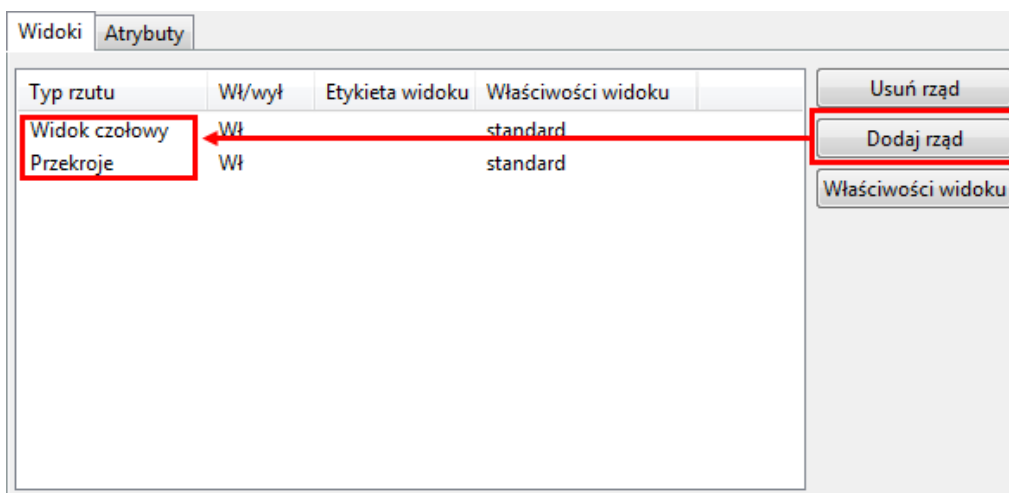 Widoki Atrybuty
Typ rzutu Wł/wył Etykieta widoku Właściwości widoku Usuń rząd
Widok czołowy Wł standard Dodaj rząd
Przekroje Wł standard
Właściwości widoku